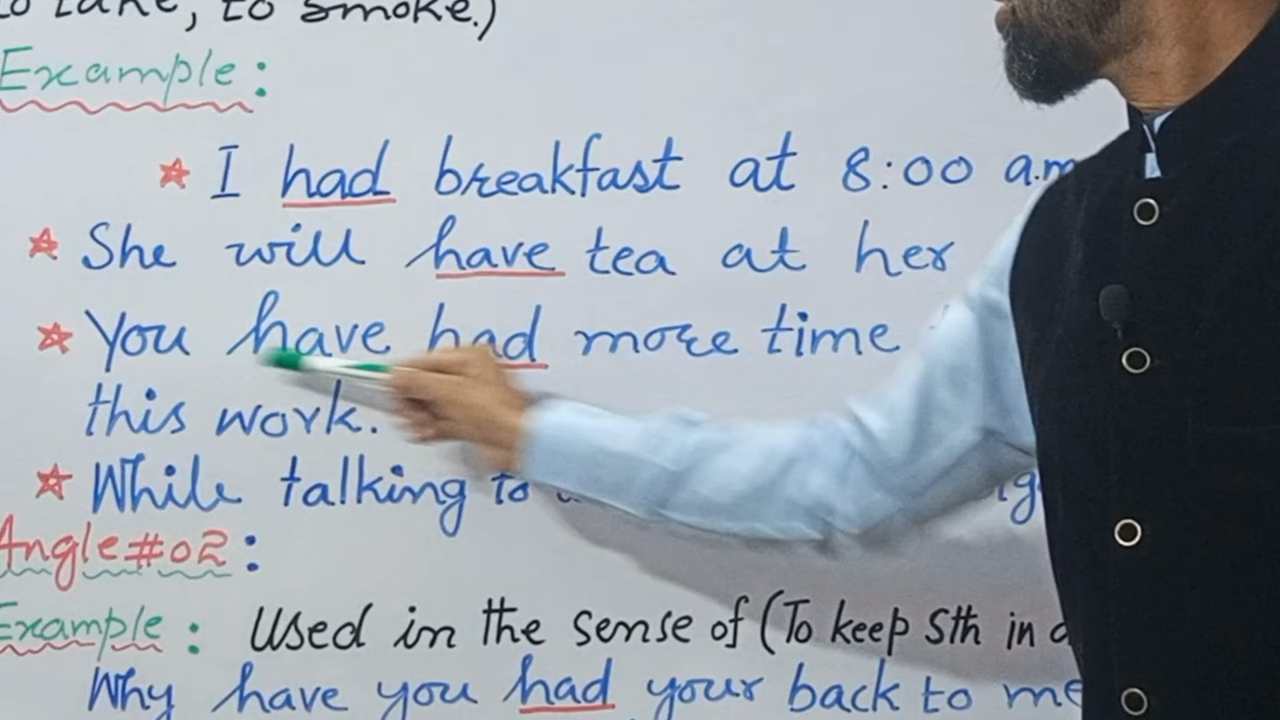 to take, to smoke.)
Example:
I had breakfast at 8:00 a.m
She will have tea at her
You have had more time
this work.
While talking to
Angle#02:
Example: Used in the sense of (To keep Sth in
Why have you had your back to me